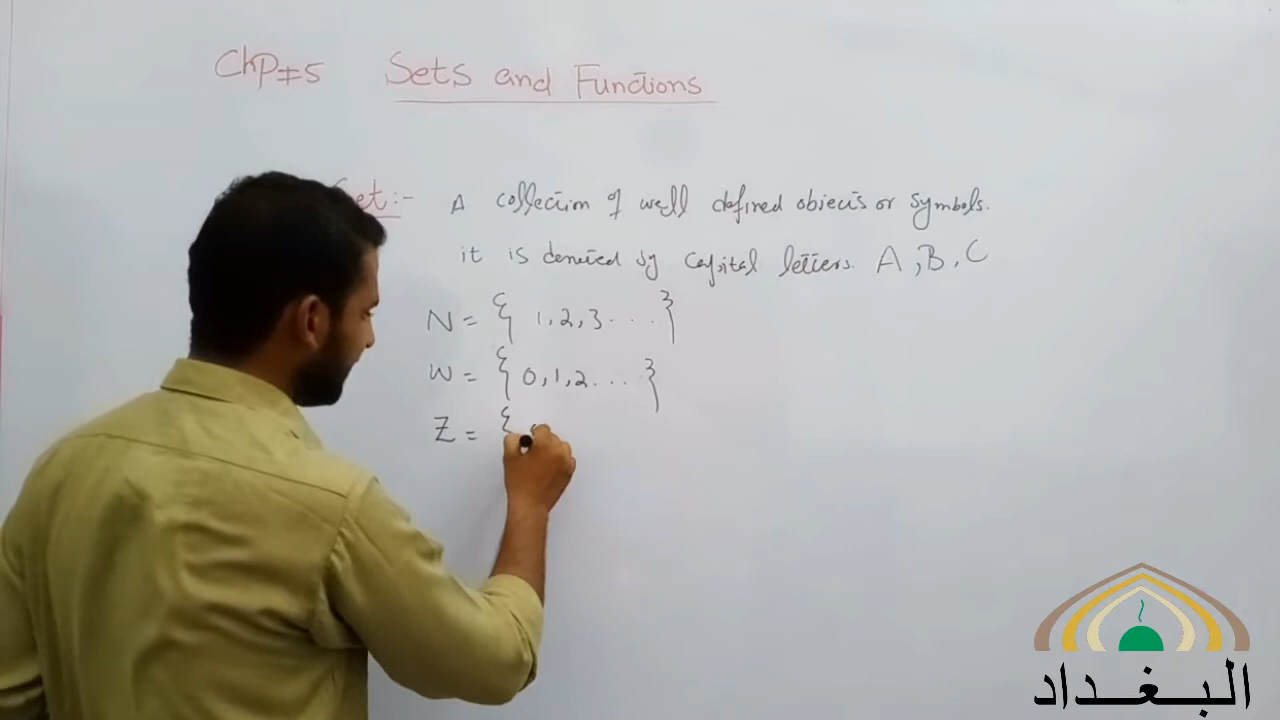 Chp#5 Sets and Functions
Set:- A collection of well defined objects or symbols.
it is denoted by capital letters. A, B, C
N = { 1, 2, 3 . . . }
W = { 0, 1, 2 . . . }
Z = {
البغداد